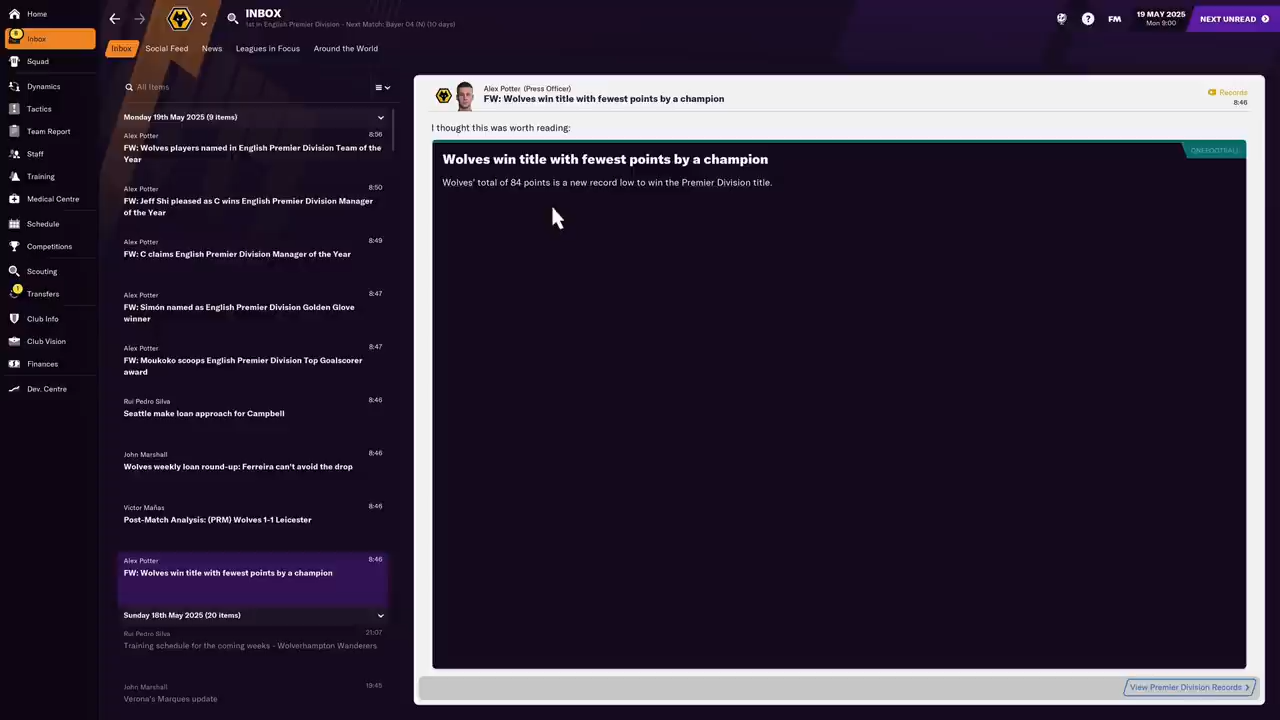 INBOX
1st in English Premier Division - Next Match: Bayer 04 (N) (10 days)
FM
19 MAY 2025
Mon 9:00
NEXT UNREAD
Home
8
Inbox
Squad
Dynamics
Tactics
Team Report
Staff
Training
Medical Centre
Schedule
Competitions
Scouting
1
Transfers
Club Info
Club Vision
Finances
Dev. Centre
Inbox
Social Feed
News
Leagues in Focus
Around the World
All Items
Monday 19th May 2025 (9 items)
Alex Potter
8:56
FW: Wolves players named in English Premier Division Team of the
Year
Alex Potter
8:50
FW: Jeff Shi pleased as C wins English Premier Division Manager
of the Year
Alex Potter
8:49
FW: C claims English Premier Division Manager of the Year
Alex Potter
8:47
FW: Simón named as English Premier Division Golden Glove
winner
Alex Potter
8:47
FW: Moukoko scoops English Premier Division Top Goalscorer
award
Rui Pedro Silva
8:46
Seattle make loan approach for Campbell
John Marshall
8:46
Wolves weekly loan round-up: Ferreira can't avoid the drop
Victor Mañas
8:46
Post-Match Analysis: (PRM) Wolves 1-1 Leicester
Alex Potter
8:46
FW: Wolves win title with fewest points by a champion
Sunday 18th May 2025 (20 items)
Rui Pedro Silva
21:07
Training schedule for the coming weeks - Wolverhampton Wanderers
John Marshall
19:45
Verona's Marques update
Alex Potter (Press Officer)
FW: Wolves win title with fewest points by a champion
Records
8:46
I thought this was worth reading:
ONEFOOTBALL
Wolves win title with fewest points by a champion
Wolves' total of 84 points is a new record low to win the Premier Division title.
View Premier Division Records